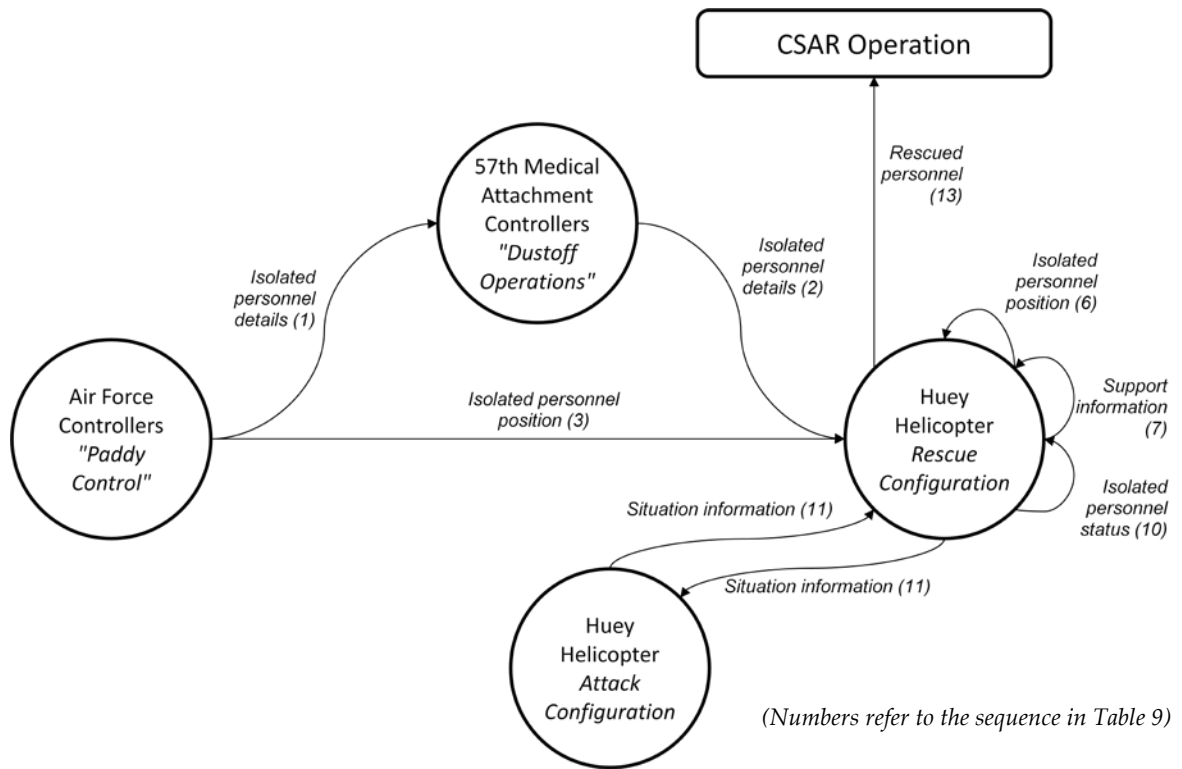 CSAR Operation
Rescued
personnel
(13)
57th Medical
Attachment
Controllers
"Dustoff
Operations"
Isolated
personnel
details (1)
Isolated
personnel
details (2)
Isolated
personnel
position (6)
Air Force
Controllers
"Paddy
Control"
Isolated personnel
position (3)
Huey
Helicopter
Rescue
Configuration
Support
information
(7)
Isolated
personnel
status (10)
Situation information (11)
Situation information (11)
Huey
Helicopter
Attack
Configuration
(Numbers refer to the sequence in Table 9)